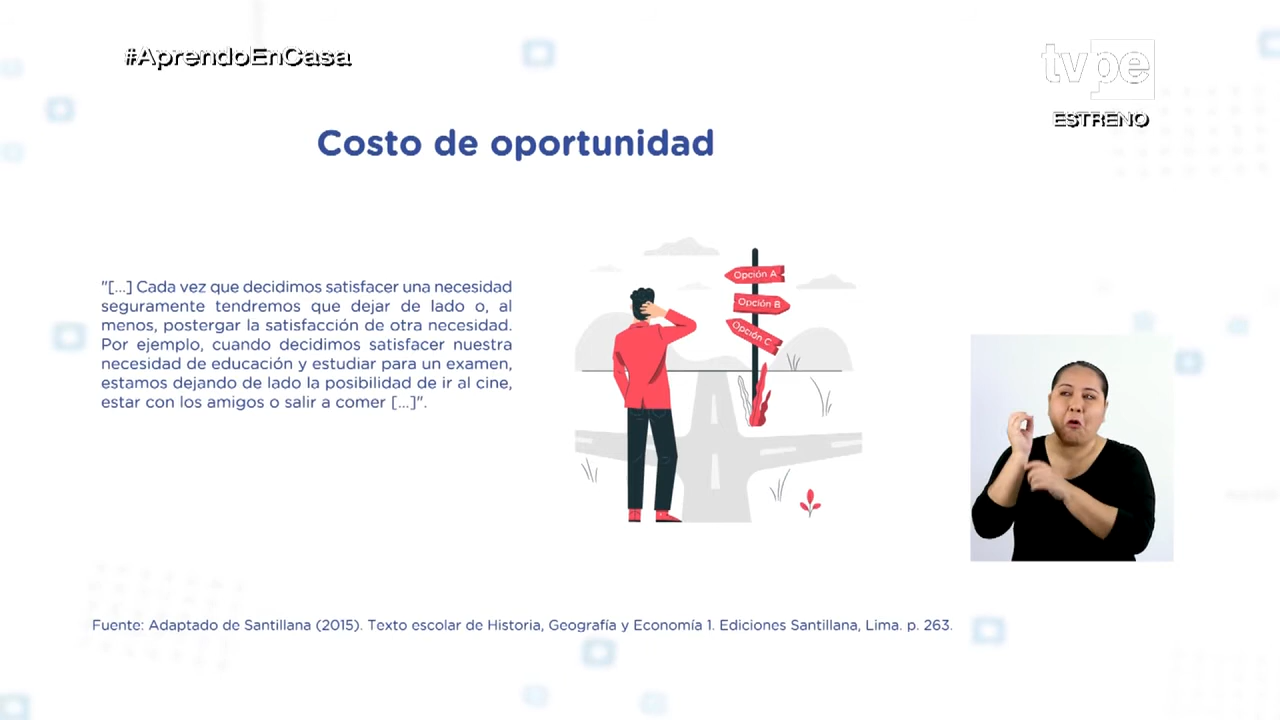 #AprendoEnCasa
tvpe
ESTRENO
Costo de oportunidad
"[...] Cada vez que decidimos satisfacer una necesidad
seguramente tendremos que dejar de lado o, al
menos, postergar la satisfacción de otra necesidad.
Por ejemplo, cuando decidimos satisfacer nuestra
necesidad de educación y estudiar para un examen,
estamos dejando de lado la posibilidad de ir al cine,
estar con los amigos o salir a comer [...]".
Opción A
Opción B
Opción C
Fuente: Adaptado de Santillana (2015). Texto escolar de Historia, Geografía y Economía 1. Ediciones Santillana, Lima. p. 263.